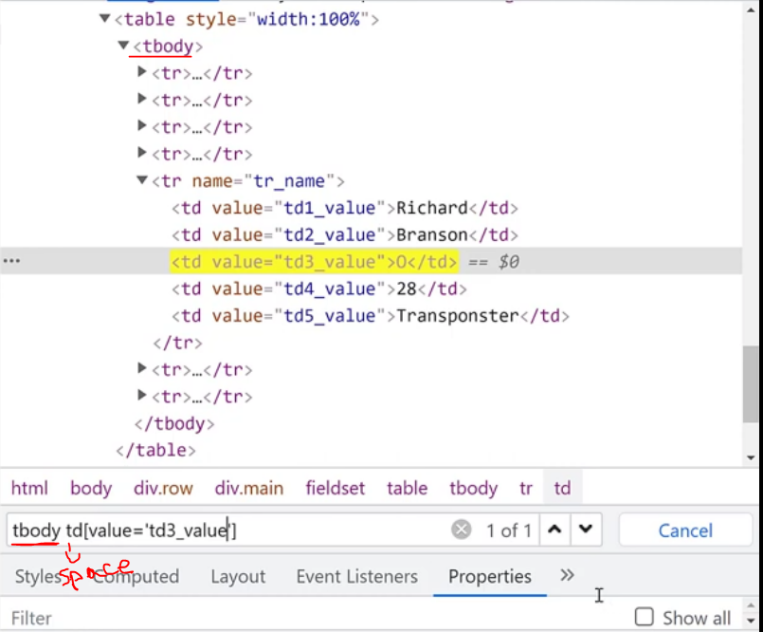 ▼<table style="width:100%">
▼<tbody>
▶<tr>…</tr>
▶<tr>…</tr>
▶<tr>…</tr>
▶<tr>…</tr>
▼<tr name="tr_name">
<td value="td1_value">Richard</td>
<td value="td2_value">Branson</td>
… <td value="td3_value">O</td> == $0
<td value="td4_value">28</td>
<td value="td5_value">Transponster</td>
</tr>
▶<tr>…</tr>
▶<tr>…</tr>
</tbody>
</table>
html body div.row div.main fieldset table tbody tr td
tbody td[value='td3_value'] 1 of 1 Cancel
space
Styles Computed Layout Event Listeners Properties »
Filter Show all